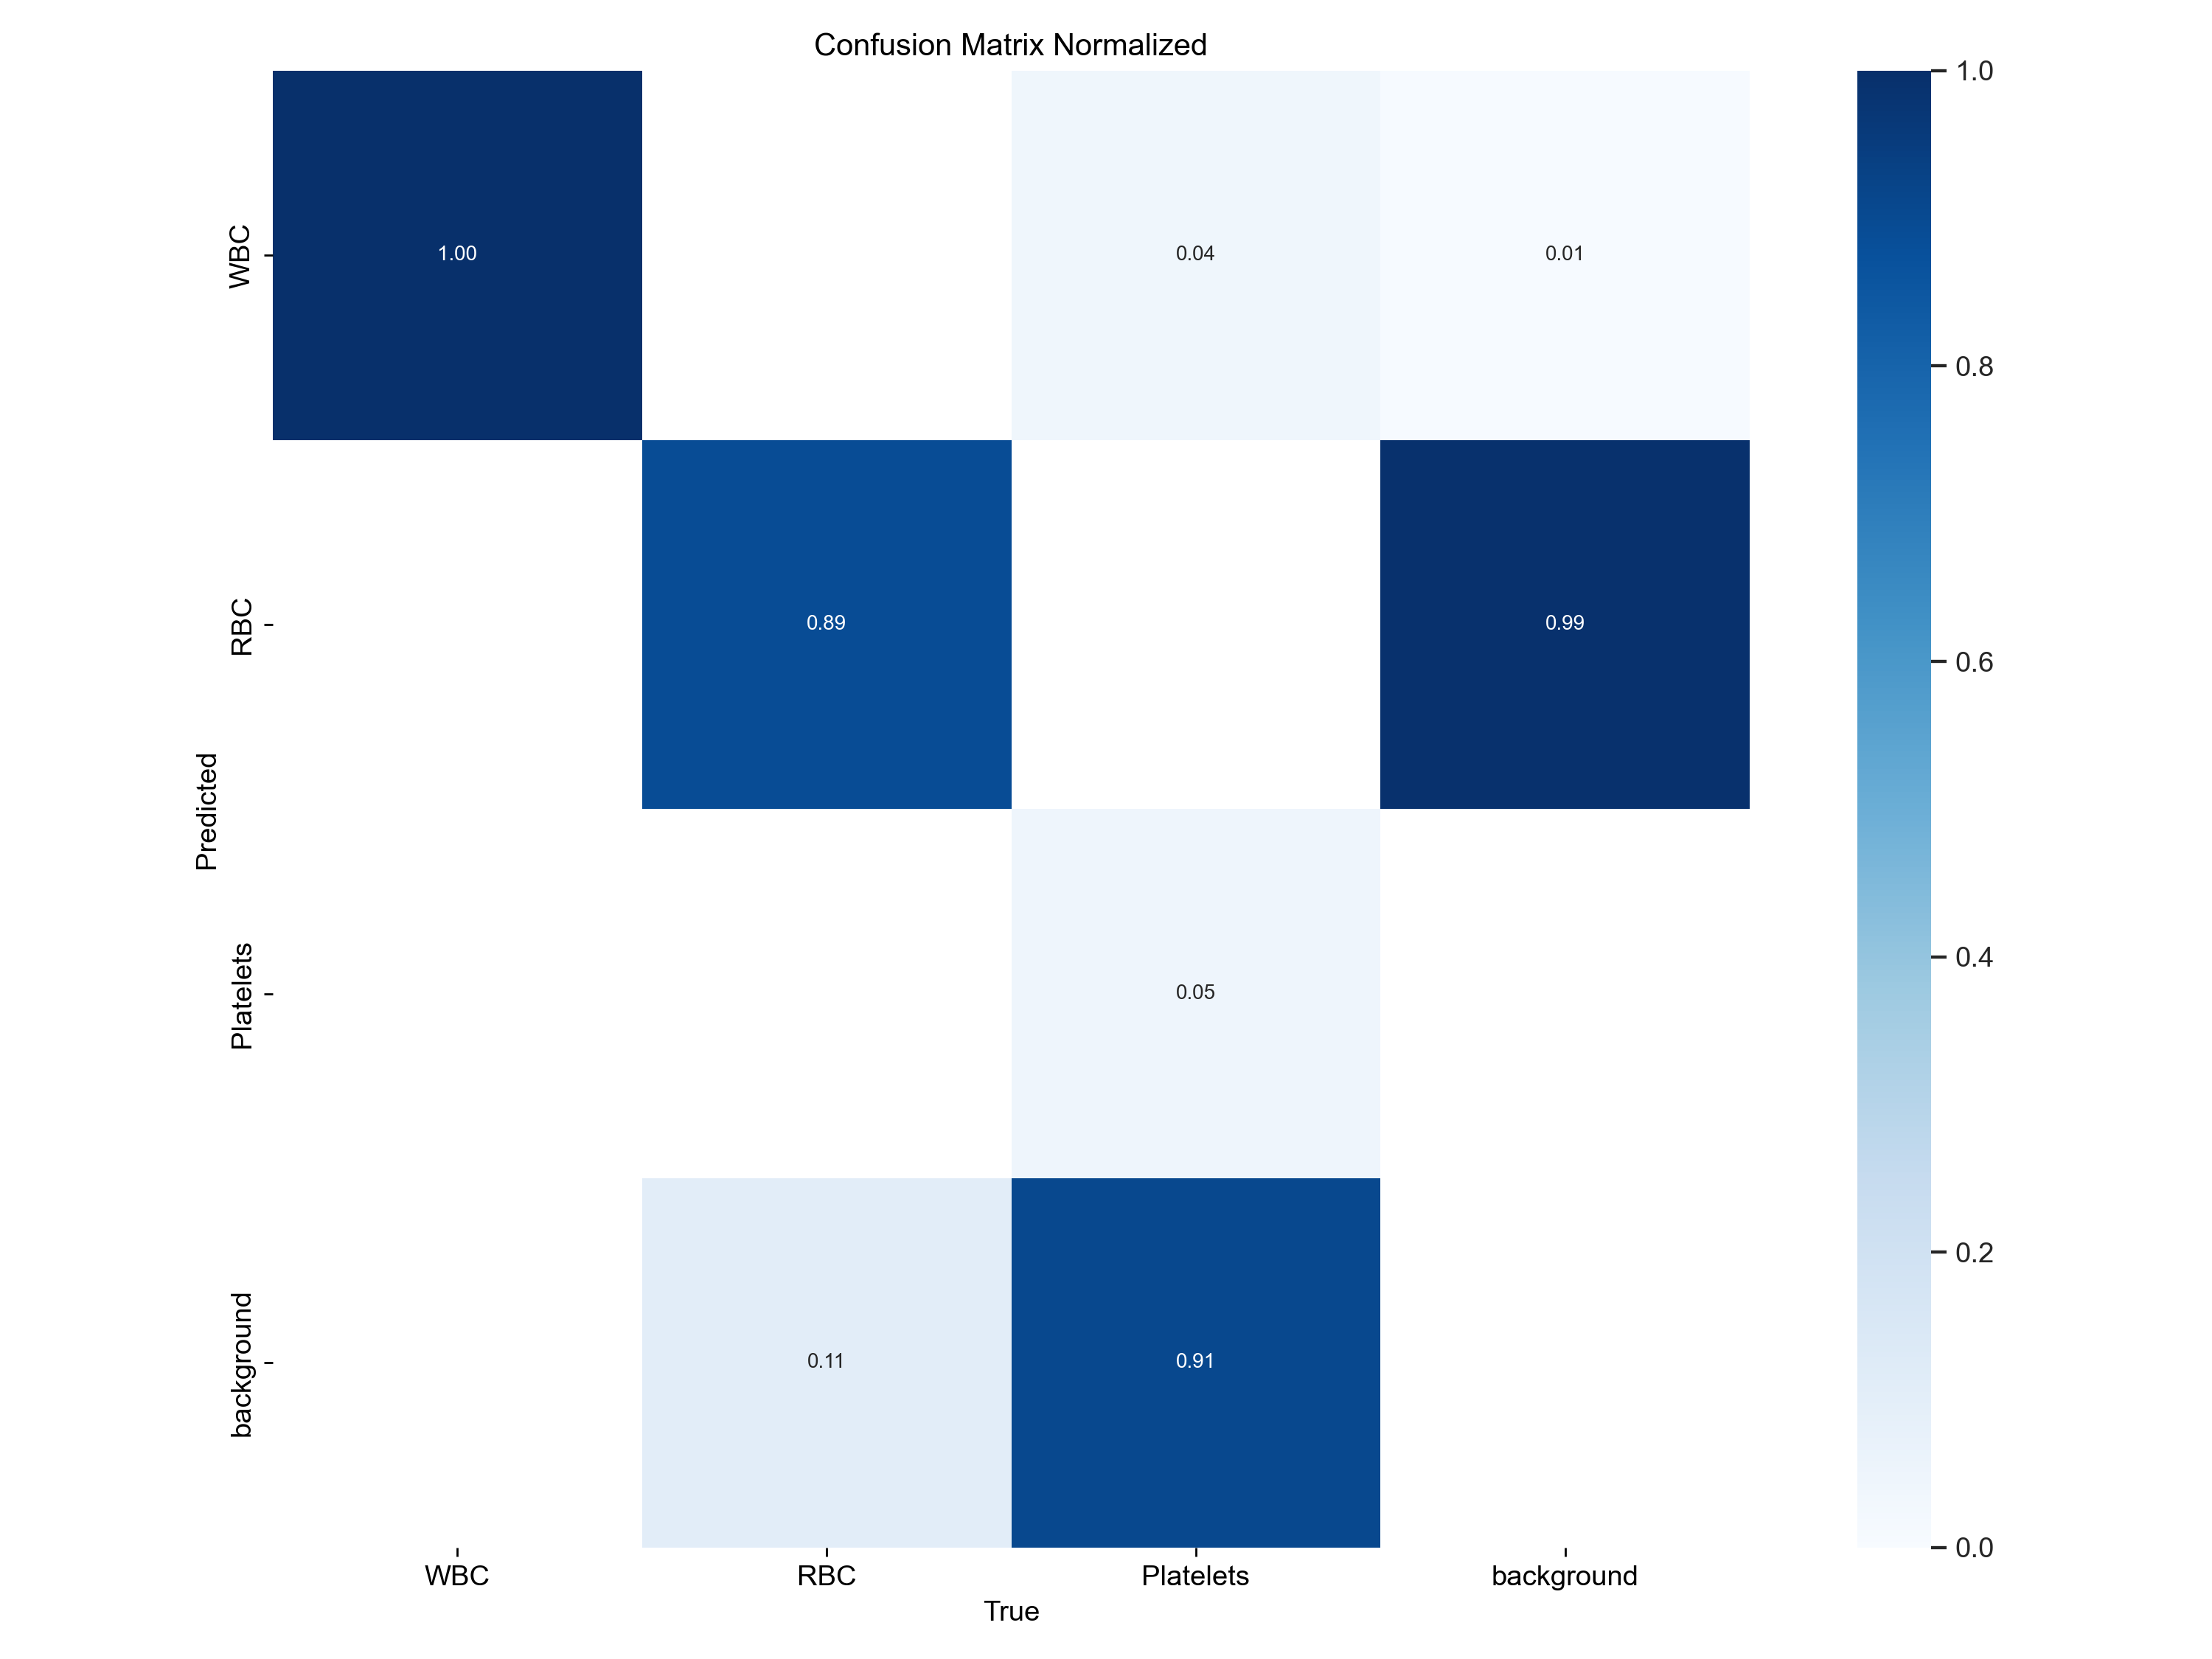 Confusion Matrix Normalized
1.0
WBC
1.00
0.04
0.01
0.8
RBC
0.89
0.99
0.6
Predicted
Platelets
0.05
0.4
0.2
background
0.11
0.91
0.0
WBC
RBC
Platelets
background
True